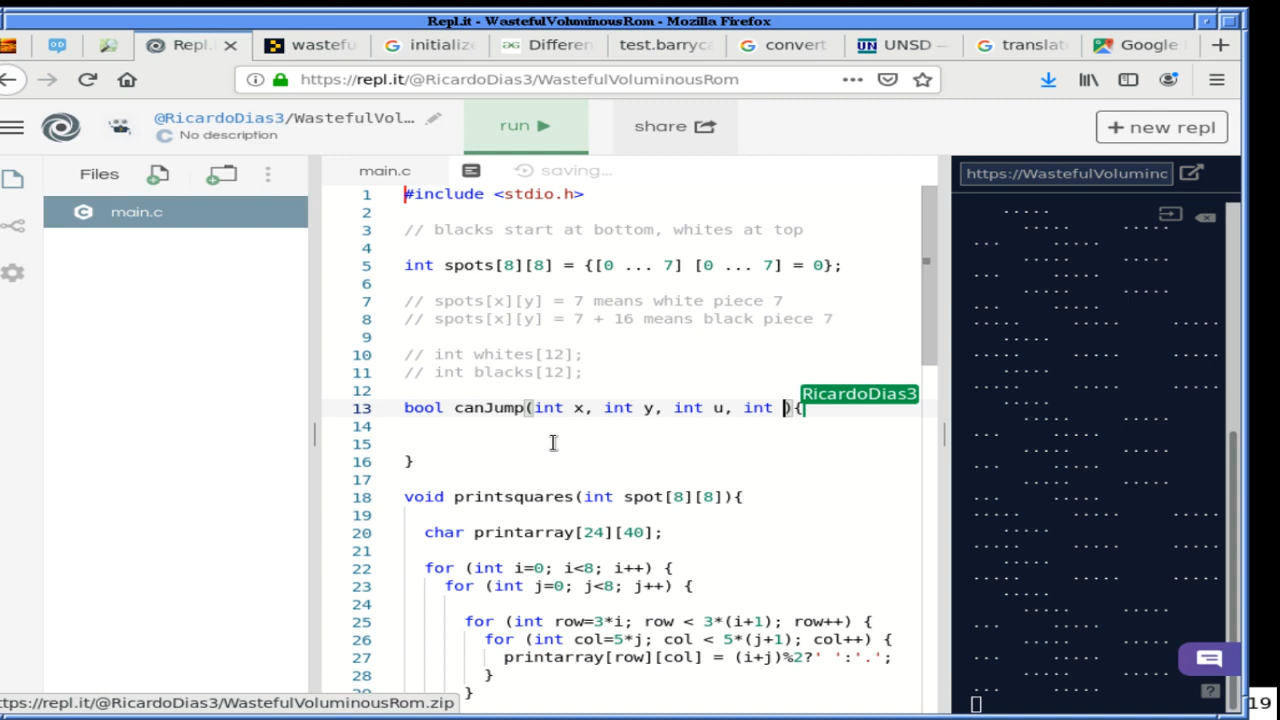 Repl.it - WastefulVoluminousRom - Mozilla Firefox
Repl.
wastefu
initialize
Differen
test.barryca
convert
UNSD —
translat
Google
https://repl.it/@RicardoDias3/WastefulVoluminousRom
@RicardoDias3/WastefulVol...
No description
run
share
+ new repl
Files
main.c
saving...
https://WastefulVoluminc
main.c
1 #include <stdio.h>
2
3 // blacks start at bottom, whites at top
4
5 int spots[8][8] = {[0 ... 7] [0 ... 7] = 0};
6
7 // spots[x][y] = 7 means white piece 7
8 // spots[x][y] = 7 + 16 means black piece 7
9
10 // int whites[12];
11 // int blacks[12];
12
RicardoDias3
13 bool canJump(int x, int y, int u, int ){
14
15
16 }
17
18 void printsquares(int spot[8][8]){
19
20 char printarray[24][40];
21
22 for (int i=0; i<8; i++) {
23 for (int j=0; j<8; j++) {
24
25 for (int row=3*i; row < 3*(i+1); row++) {
26 for (int col=5*j; col < 5*(j+1); col++) {
27 printarray[row][col] = (i+j)%2?' ':'.';
28 }
29 }
https://repl.it/@RicardoDias3/WastefulVoluminousRom.zip
19